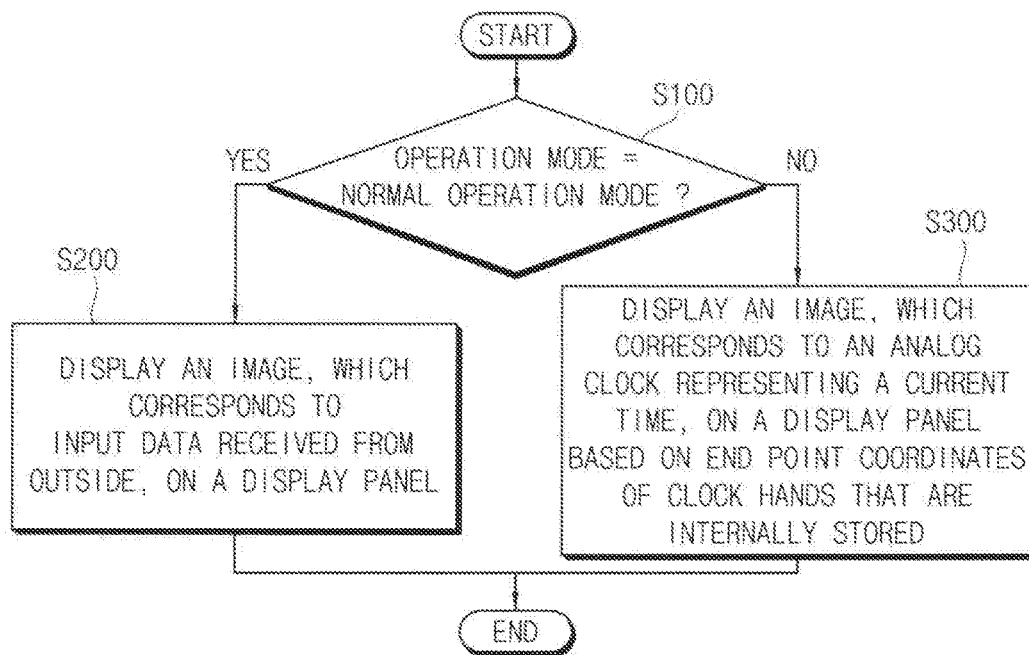 START
S100
OPERATION MODE =
NORMAL OPERATION MODE ?
YES
NO
S200
DISPLAY AN IMAGE, WHICH
CORRESPONDS TO
INPUT DATA RECEIVED FROM
OUTSIDE, ON A DISPLAY PANEL
S300
DISPLAY AN IMAGE, WHICH
CORRESPONDS TO AN ANALOG
CLOCK REPRESENTING A CURRENT
TIME, ON A DISPLAY PANEL
BASED ON END POINT COORDINATES
OF CLOCK HANDS THAT ARE
INTERNALLY STORED
END